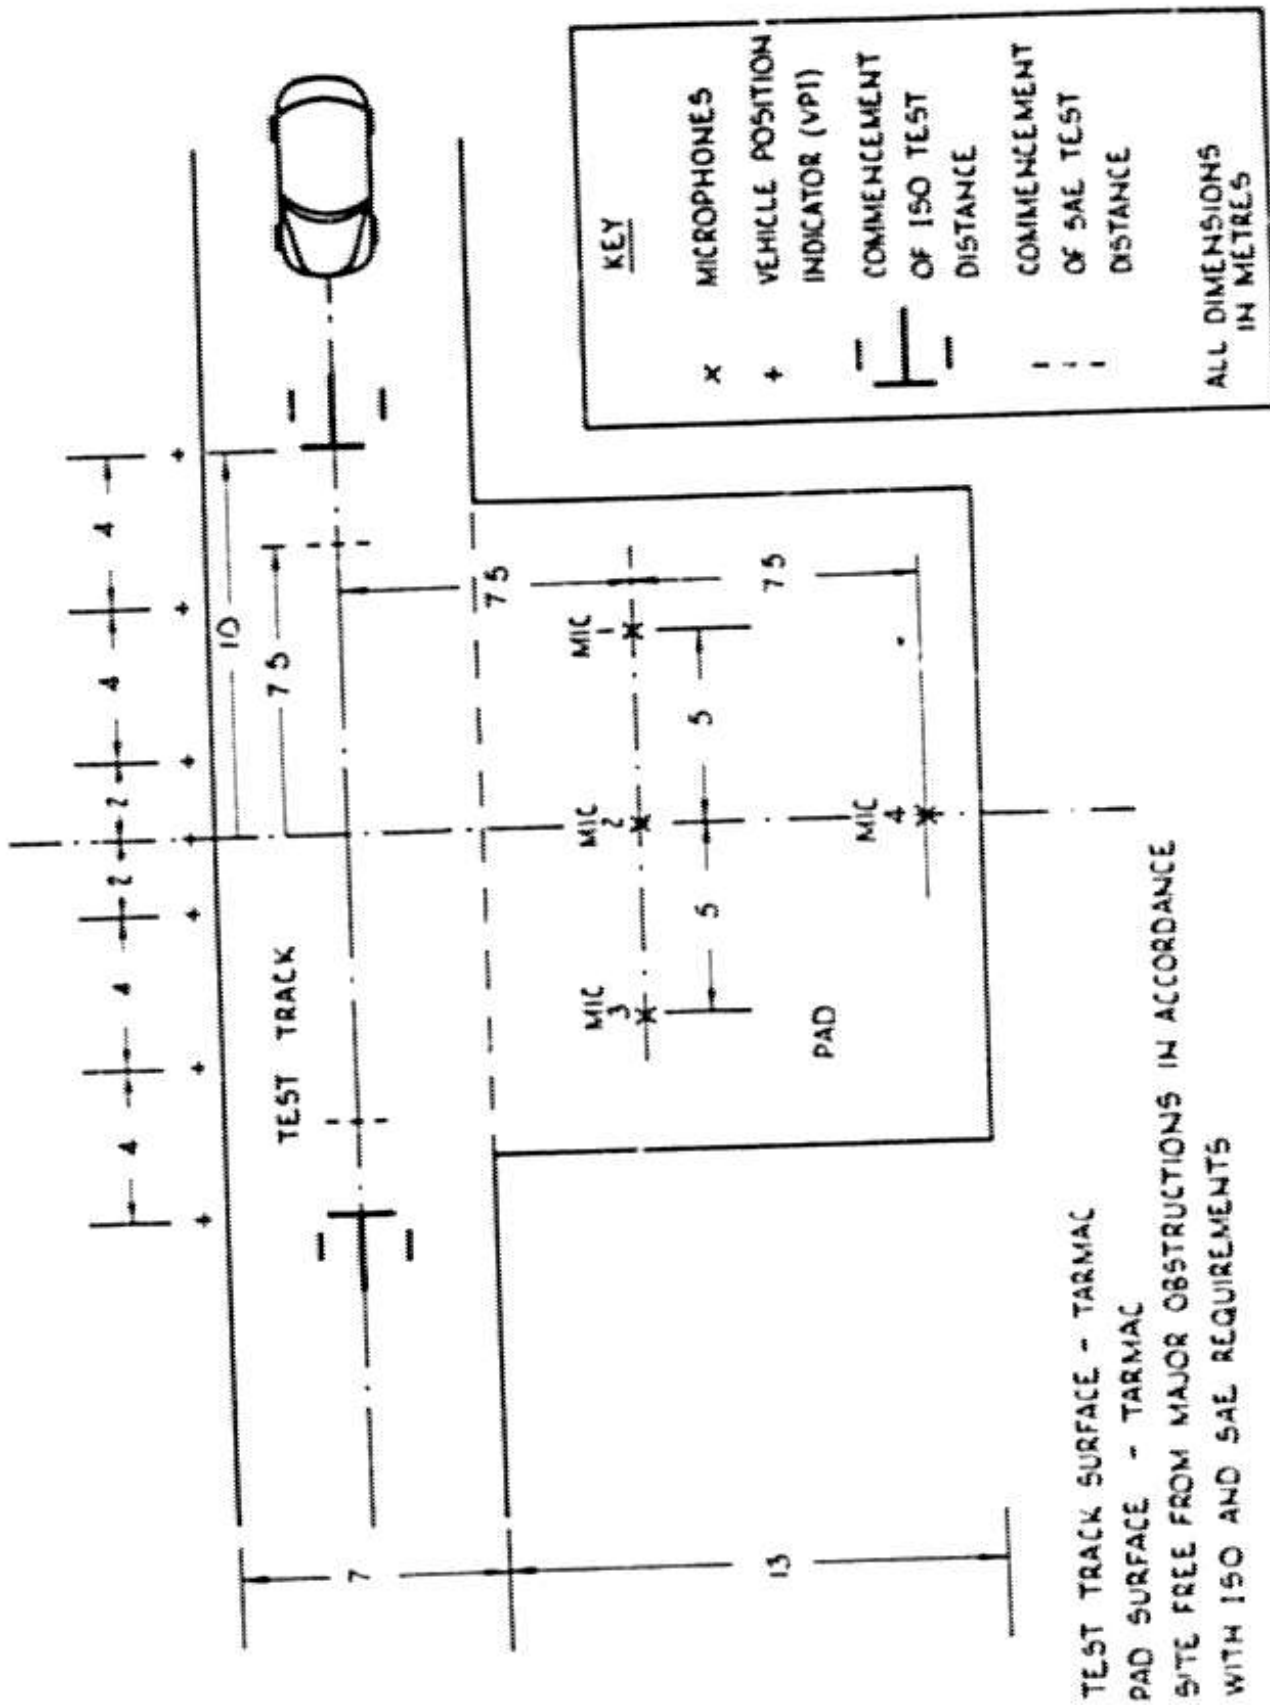 4
4
2
2
4
4
10
7 5
TEST TRACK
7 5
7 5
MIC
1
MIC
2
MIC
3
MIC
4
5
5
PAD
7
13
KEY
MICROPHONES
VEHICLE POSITION
INDICATOR (VPI)
COMMENCEMENT
OF ISO TEST
DISTANCE
COMMENCEMENT
OF SAE TEST
DISTANCE
ALL DIMENSIONS
IN METRES
TEST TRACK SURFACE - TARMAC
PAD SURFACE - TARMAC
SITE FREE FROM MAJOR OBSTRUCTIONS IN ACCORDANCE
WITH ISO AND SAE REQUIREMENTS